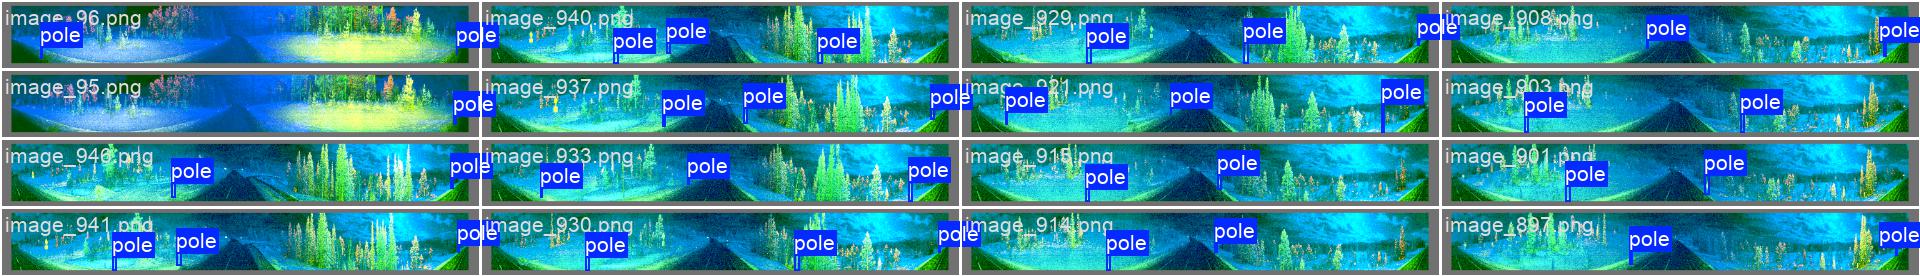 image_96.png
pole
pole
image_940.png
pole
pole
pole
image_929.png
pole
pole
pole
image_908.png
pole
pole
image_95.png
pole
image_937.png
pole
pole
pole
image_921.png
pole
pole
pole
image_903.png
pole
pole
image_946.png
pole
pole
image_933.png
pole
pole
pole
image_915.png
pole
pole
image_901.png
pole
pole
image_941.png
pole
pole
pole
image_930.png
pole
pole
pole
image_914.png
pole
pole
image_897.png
pole
pole